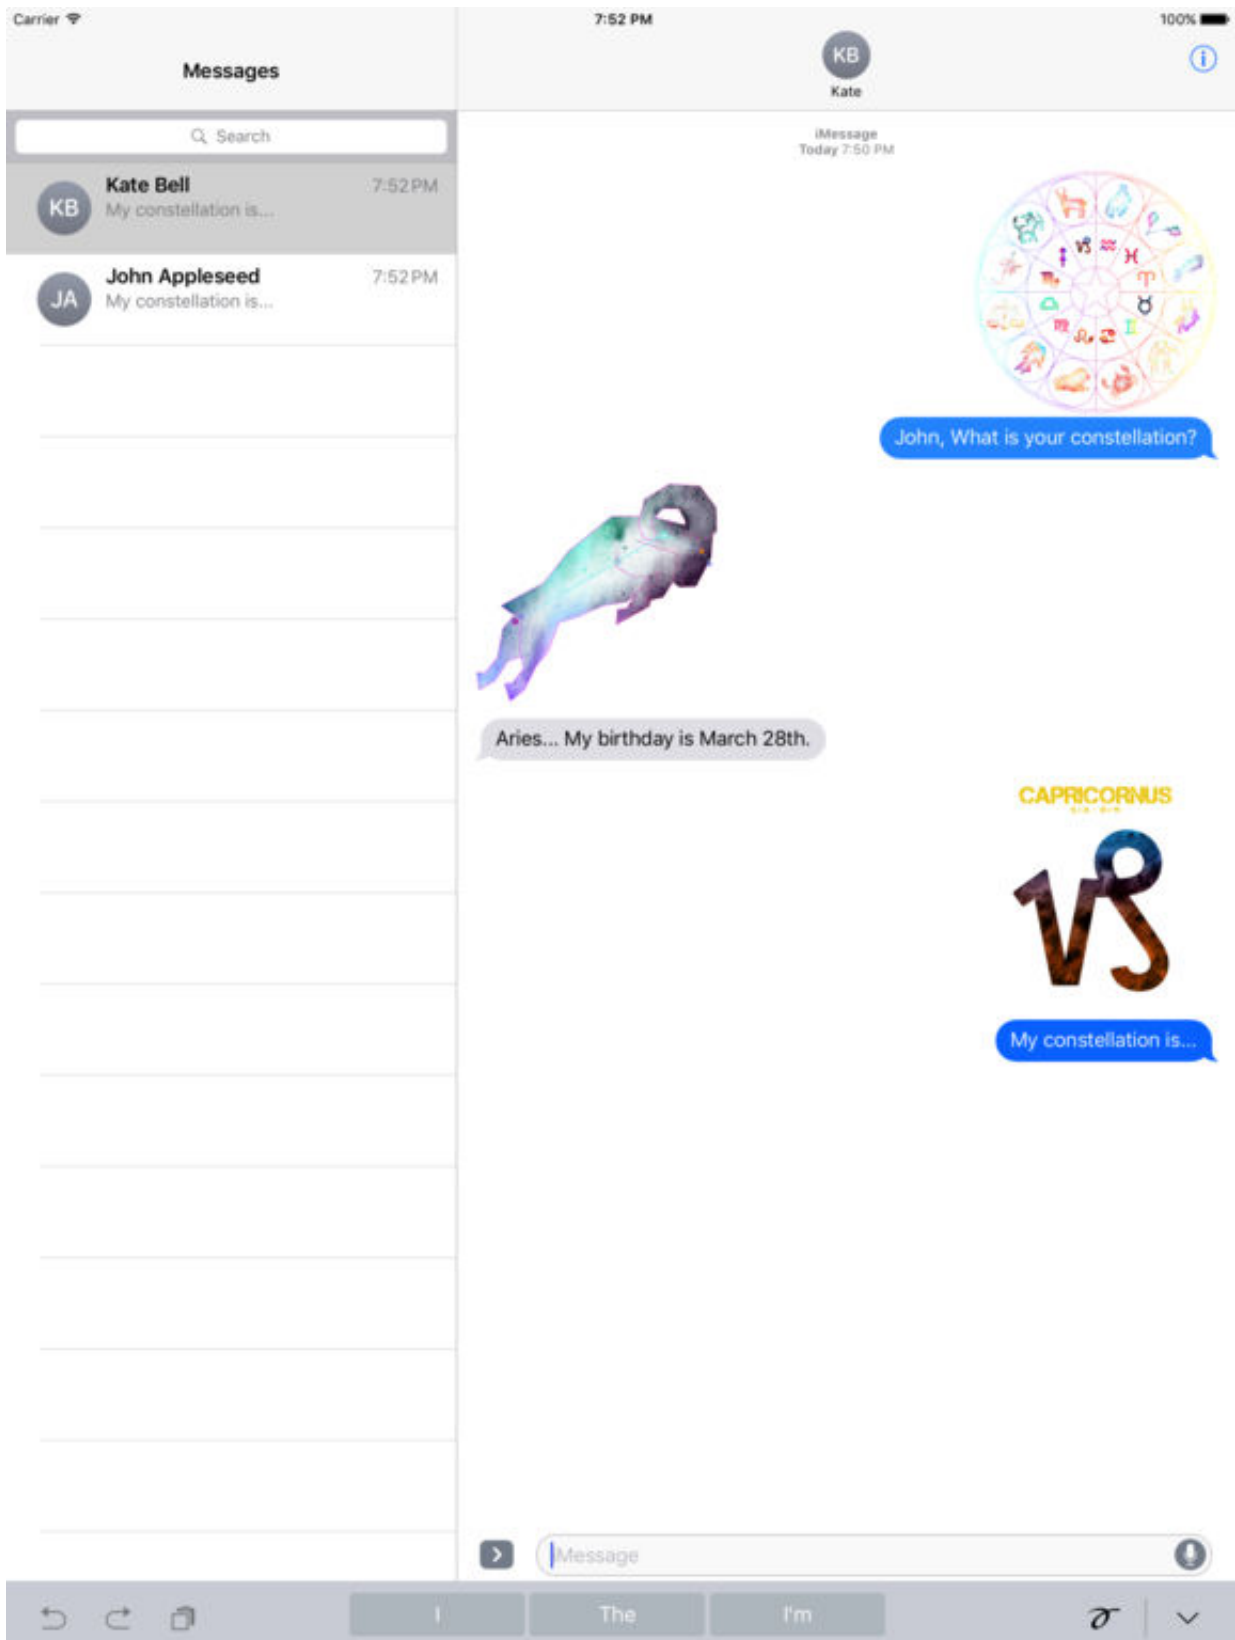 Carrier
7:52 PM
100%
Messages
KB
Kate
Search
iMessage
Today 7:50 PM
KB
Kate Bell
7:52 PM
My constellation is...
JA
John Appleseed
7:52 PM
My constellation is...
John, What is your constellation?
Aries... My birthday is March 28th.
CAPRICORNUS
My constellation is...
iMessage
I
The
I'm